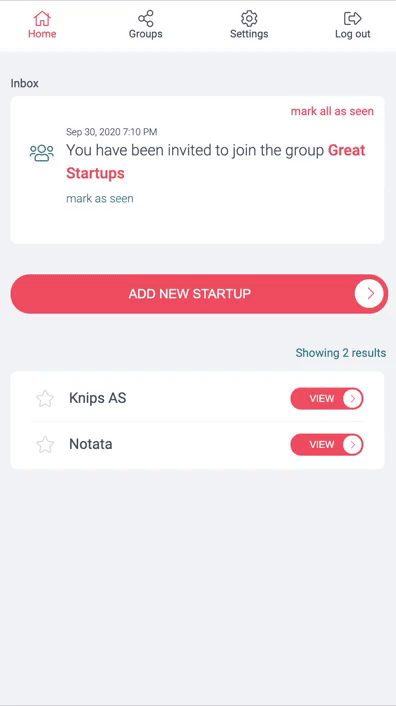 Home Groups Settings Log out
Inbox
mark all as seen
Sep 30, 2020 7:10 PM
You have been invited to join the group Great
Startups
mark as seen
ADD NEW STARTUP
Showing 2 results
Knips AS VIEW
Notata VIEW